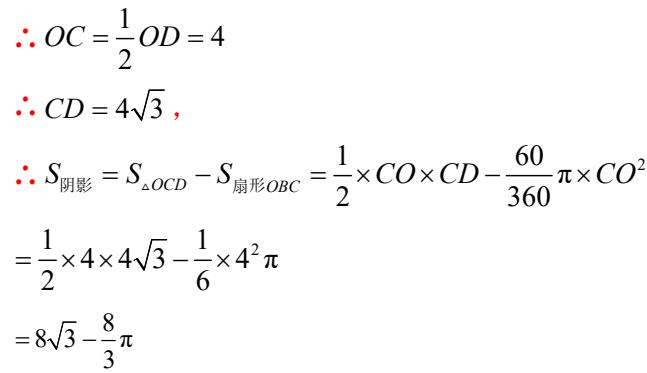 ∴ OC = 1/2 OD = 4
∴ CD = 4√3 ，
∴ S阴影 = S△OCD − S扇形OBC = 1/2 × CO × CD − 60/360 π × CO²
= 1/2 × 4 × 4√3 − 1/6 × 4² π
= 8√3 − 8/3 π